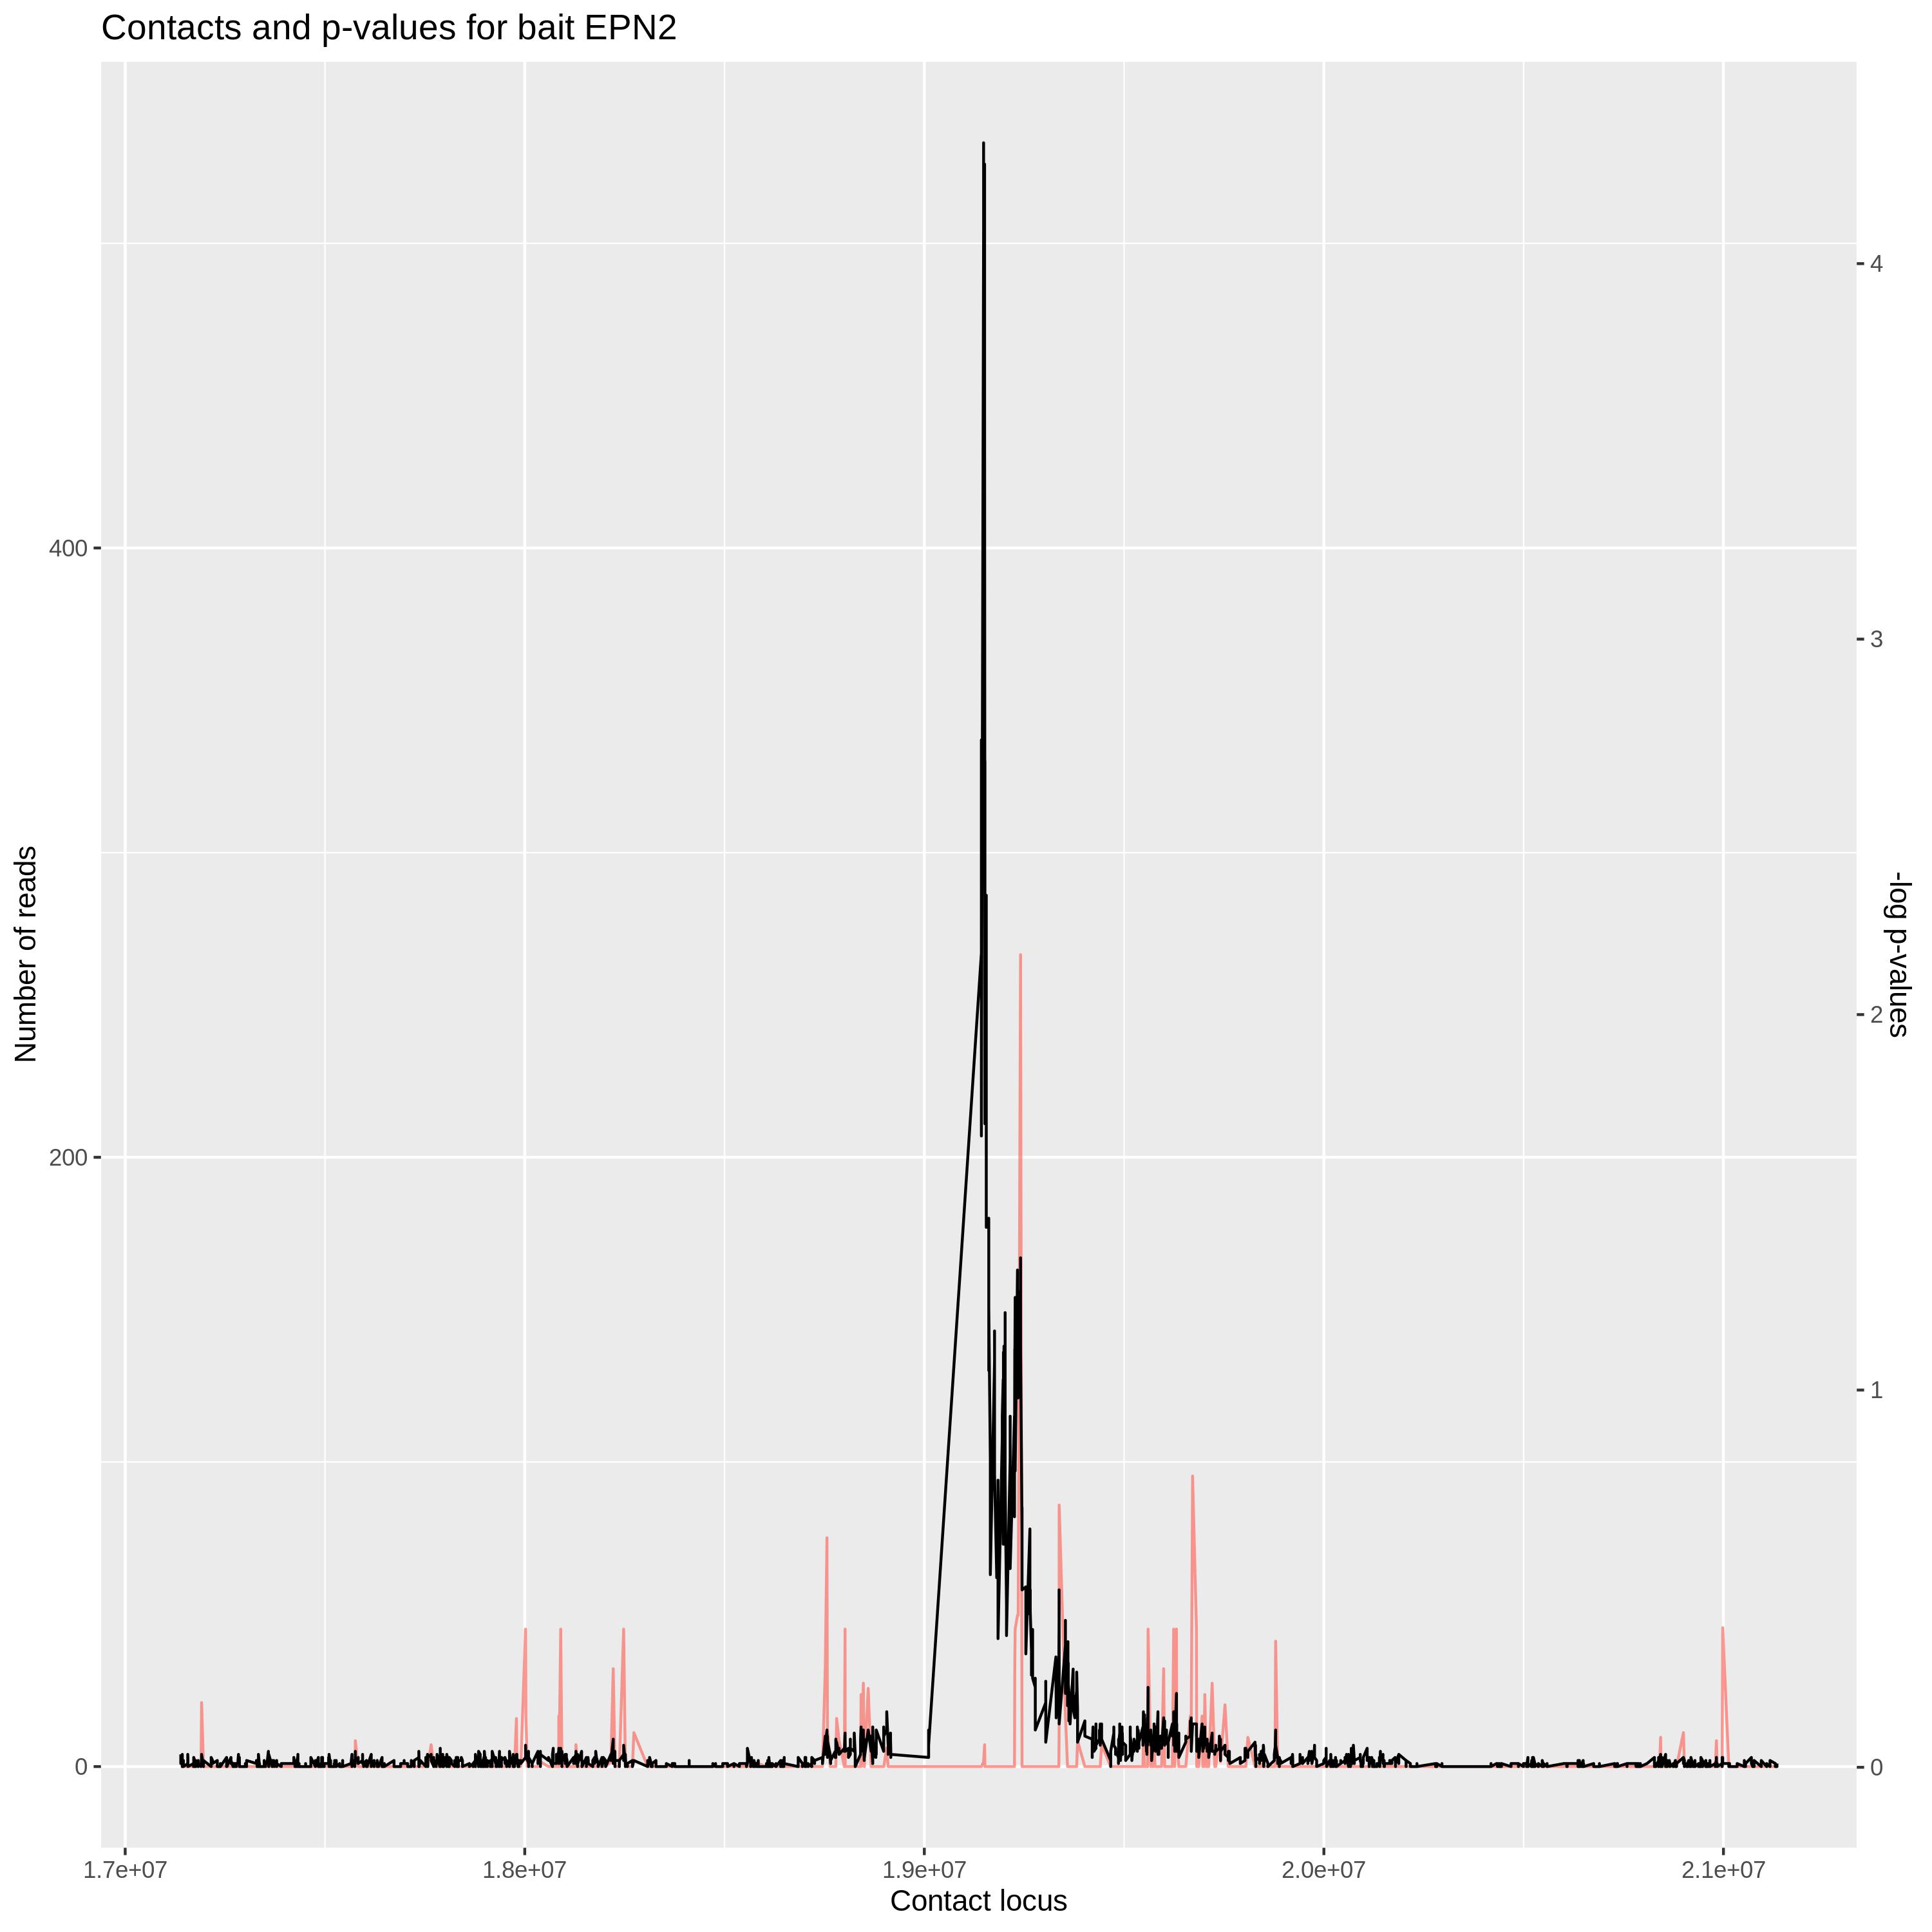 Contacts and p-values for bait EPN2
Number of reads
400
200
0
4
3
2
1
0
-log p-values
1.7e+07
1.8e+07
1.9e+07
2.0e+07
2.1e+07
Contact locus